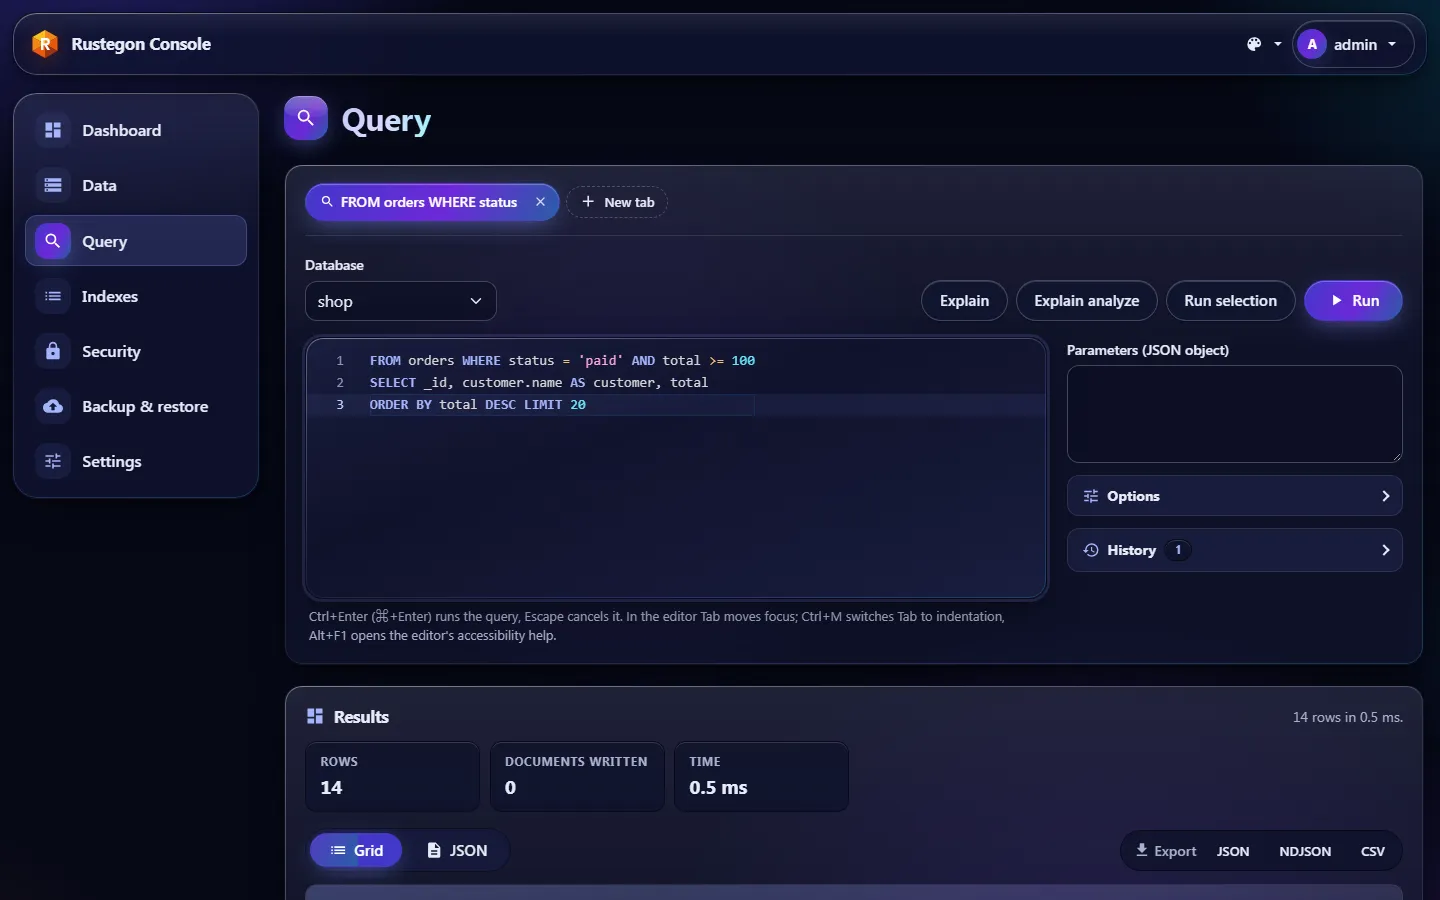 R
Rustegon Console
A
admin
Dashboard
Data
Query
Indexes
Security
Backup & restore
Settings
Query
FROM orders WHERE status
New tab
Database
shop
Explain
Explain analyze
Run selection
Run
1 FROM orders WHERE status = 'paid' AND total >= 100
2 SELECT _id, customer.name AS customer, total
3 ORDER BY total DESC LIMIT 20
Parameters (JSON object)
Options
History 1
Ctrl+Enter (⌘+Enter) runs the query, Escape cancels it. In the editor Tab moves focus; Ctrl+M switches Tab to indentation,
Alt+F1 opens the editor's accessibility help.
Results
14 rows in 0.5 ms.
ROWS
14
DOCUMENTS WRITTEN
0
TIME
0.5 ms
Grid
JSON
Export
JSON
NDJSON
CSV